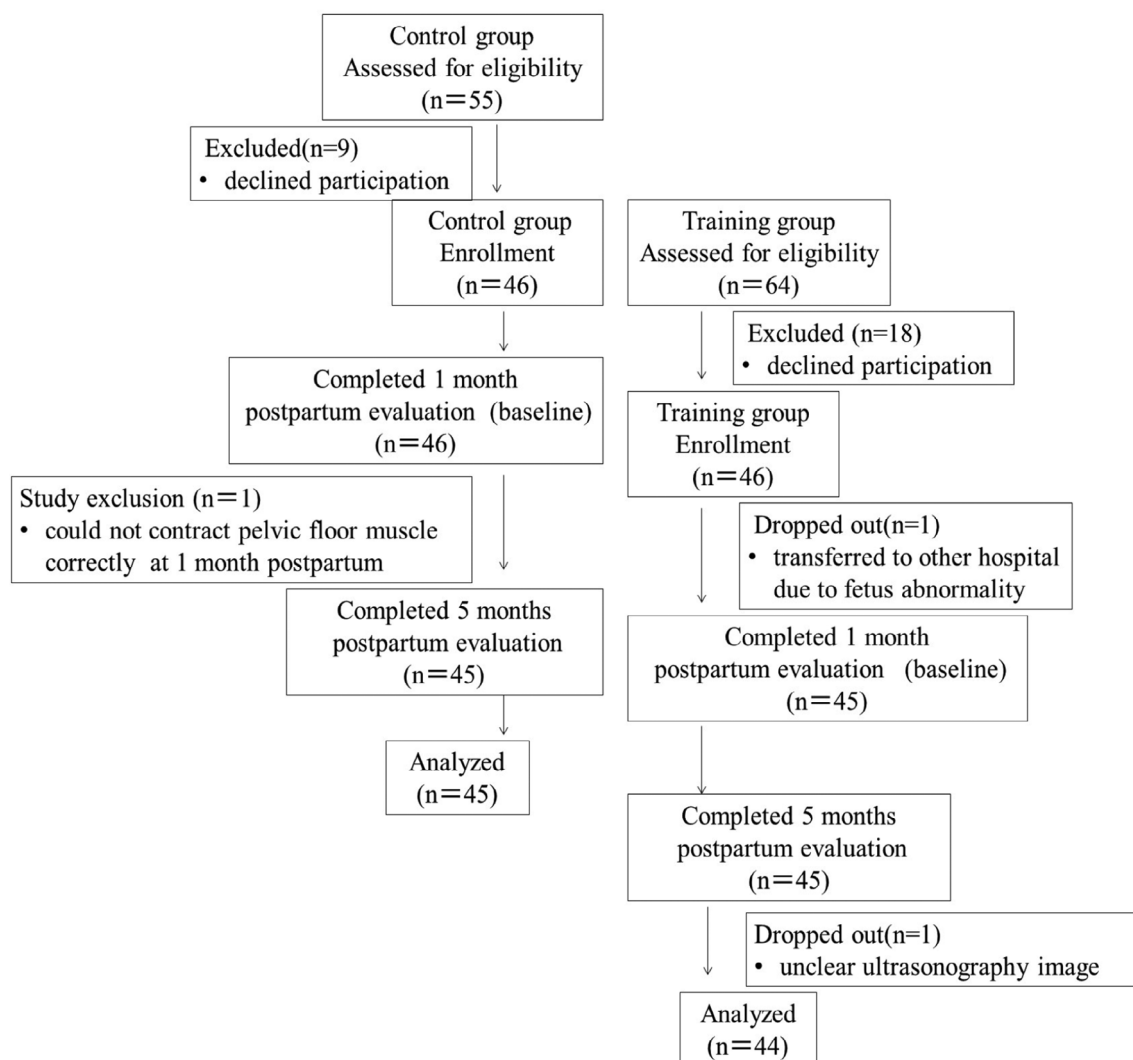 Control group
Assessed for eligibility
(n＝55)
Excluded(n=9)
• declined participation
Control group
Enrollment
(n＝46)
Completed 1 month
postpartum evaluation (baseline)
(n＝46)
Study exclusion (n＝1)
• could not contract pelvic floor muscle
correctly at 1 month postpartum
Completed 5 months
postpartum evaluation
(n＝45)
Analyzed
(n＝45)
Training group
Assessed for eligibility
(n＝64)
Excluded (n=18)
• declined participation
Training group
Enrollment
(n＝46)
Dropped out(n=1)
• transferred to other hospital
due to fetus abnormality
Completed 1 month
postpartum evaluation (baseline)
(n＝45)
Completed 5 months
postpartum evaluation
(n＝45)
Dropped out(n=1)
• unclear ultrasonography image
Analyzed
(n＝44)